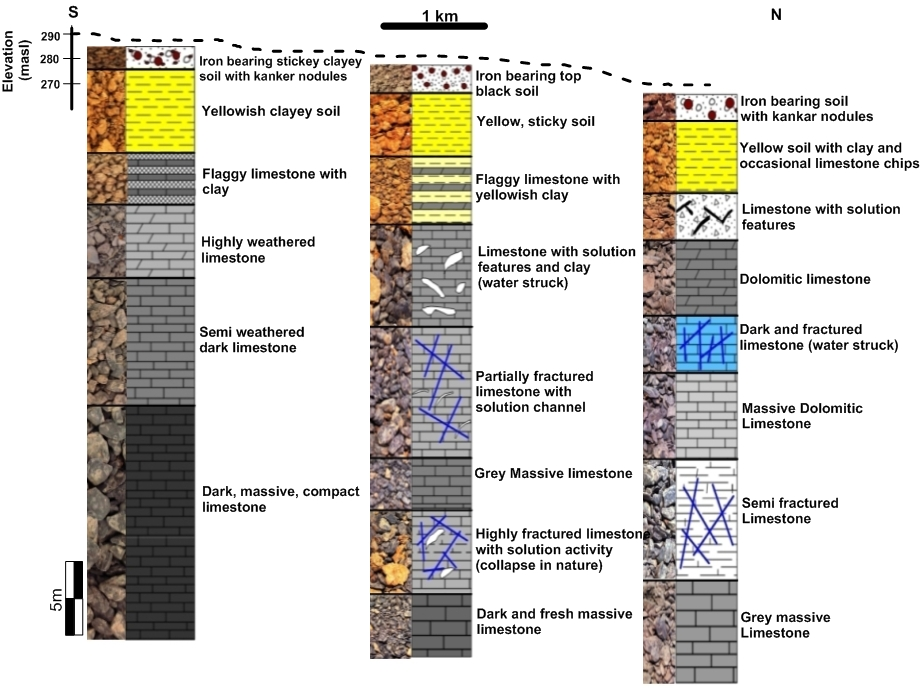 S
1 km
N
Elevation
(masl)
290
280
270
Iron bearing stickey clayey
soil with kanker nodules
Yellowish clayey soil
Flaggy limestone with
clay
Highly weathered
limestone
Semi weathered
dark limestone
Dark, massive, compact
limestone
5m
Iron bearing top
black soil
Yellow, sticky soil
Flaggy limestone with
yellowish clay
Limestone with solution
features and clay
(water struck)
Partially fractured
limestone with
solution channel
Grey Massive limestone
Highly fractured limestone
with solution activity
(collapse in nature)
Dark and fresh massive
limestone
Iron bearing soil
with kankar nodules
Yellow soil with clay and
occasional limestone chips
Limestone with solution
features
Dolomitic limestone
Dark and fractured
limestone (water struck)
Massive Dolomitic
Limestone
Semi fractured
Limestone
Grey massive
Limestone